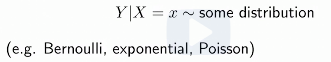 Y|X = x ∼ some distribution
(e.g. Bernoulli, exponential, Poisson)